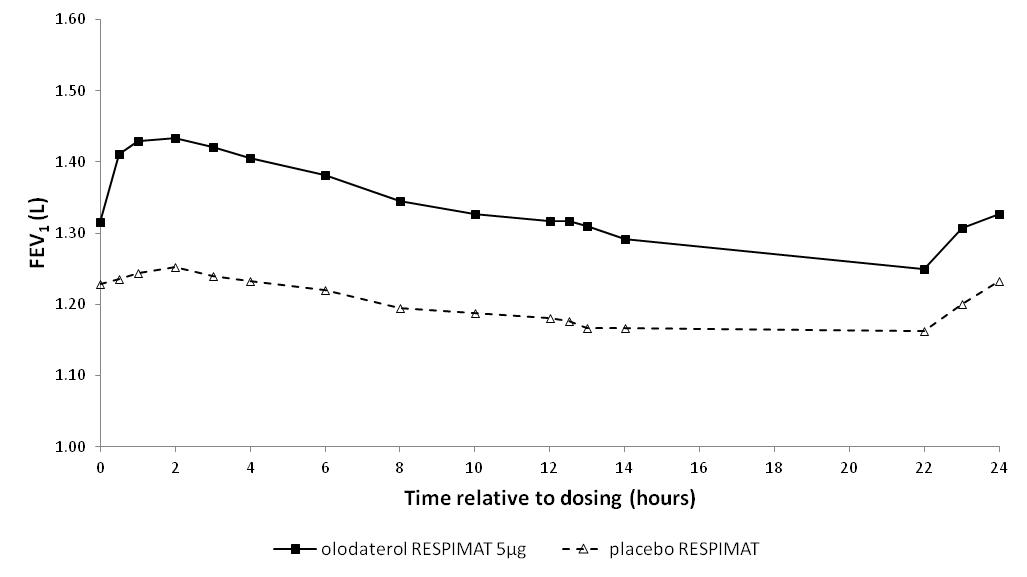 1.60
1.50
1.40
1.30
1.20
1.10
1.00
FEV1 (L)
0 2 4 6 8 10 12 14 16 18 20 22 24
Time relative to dosing (hours)
olodaterol RESPIMAT 5µg placebo RESPIMAT